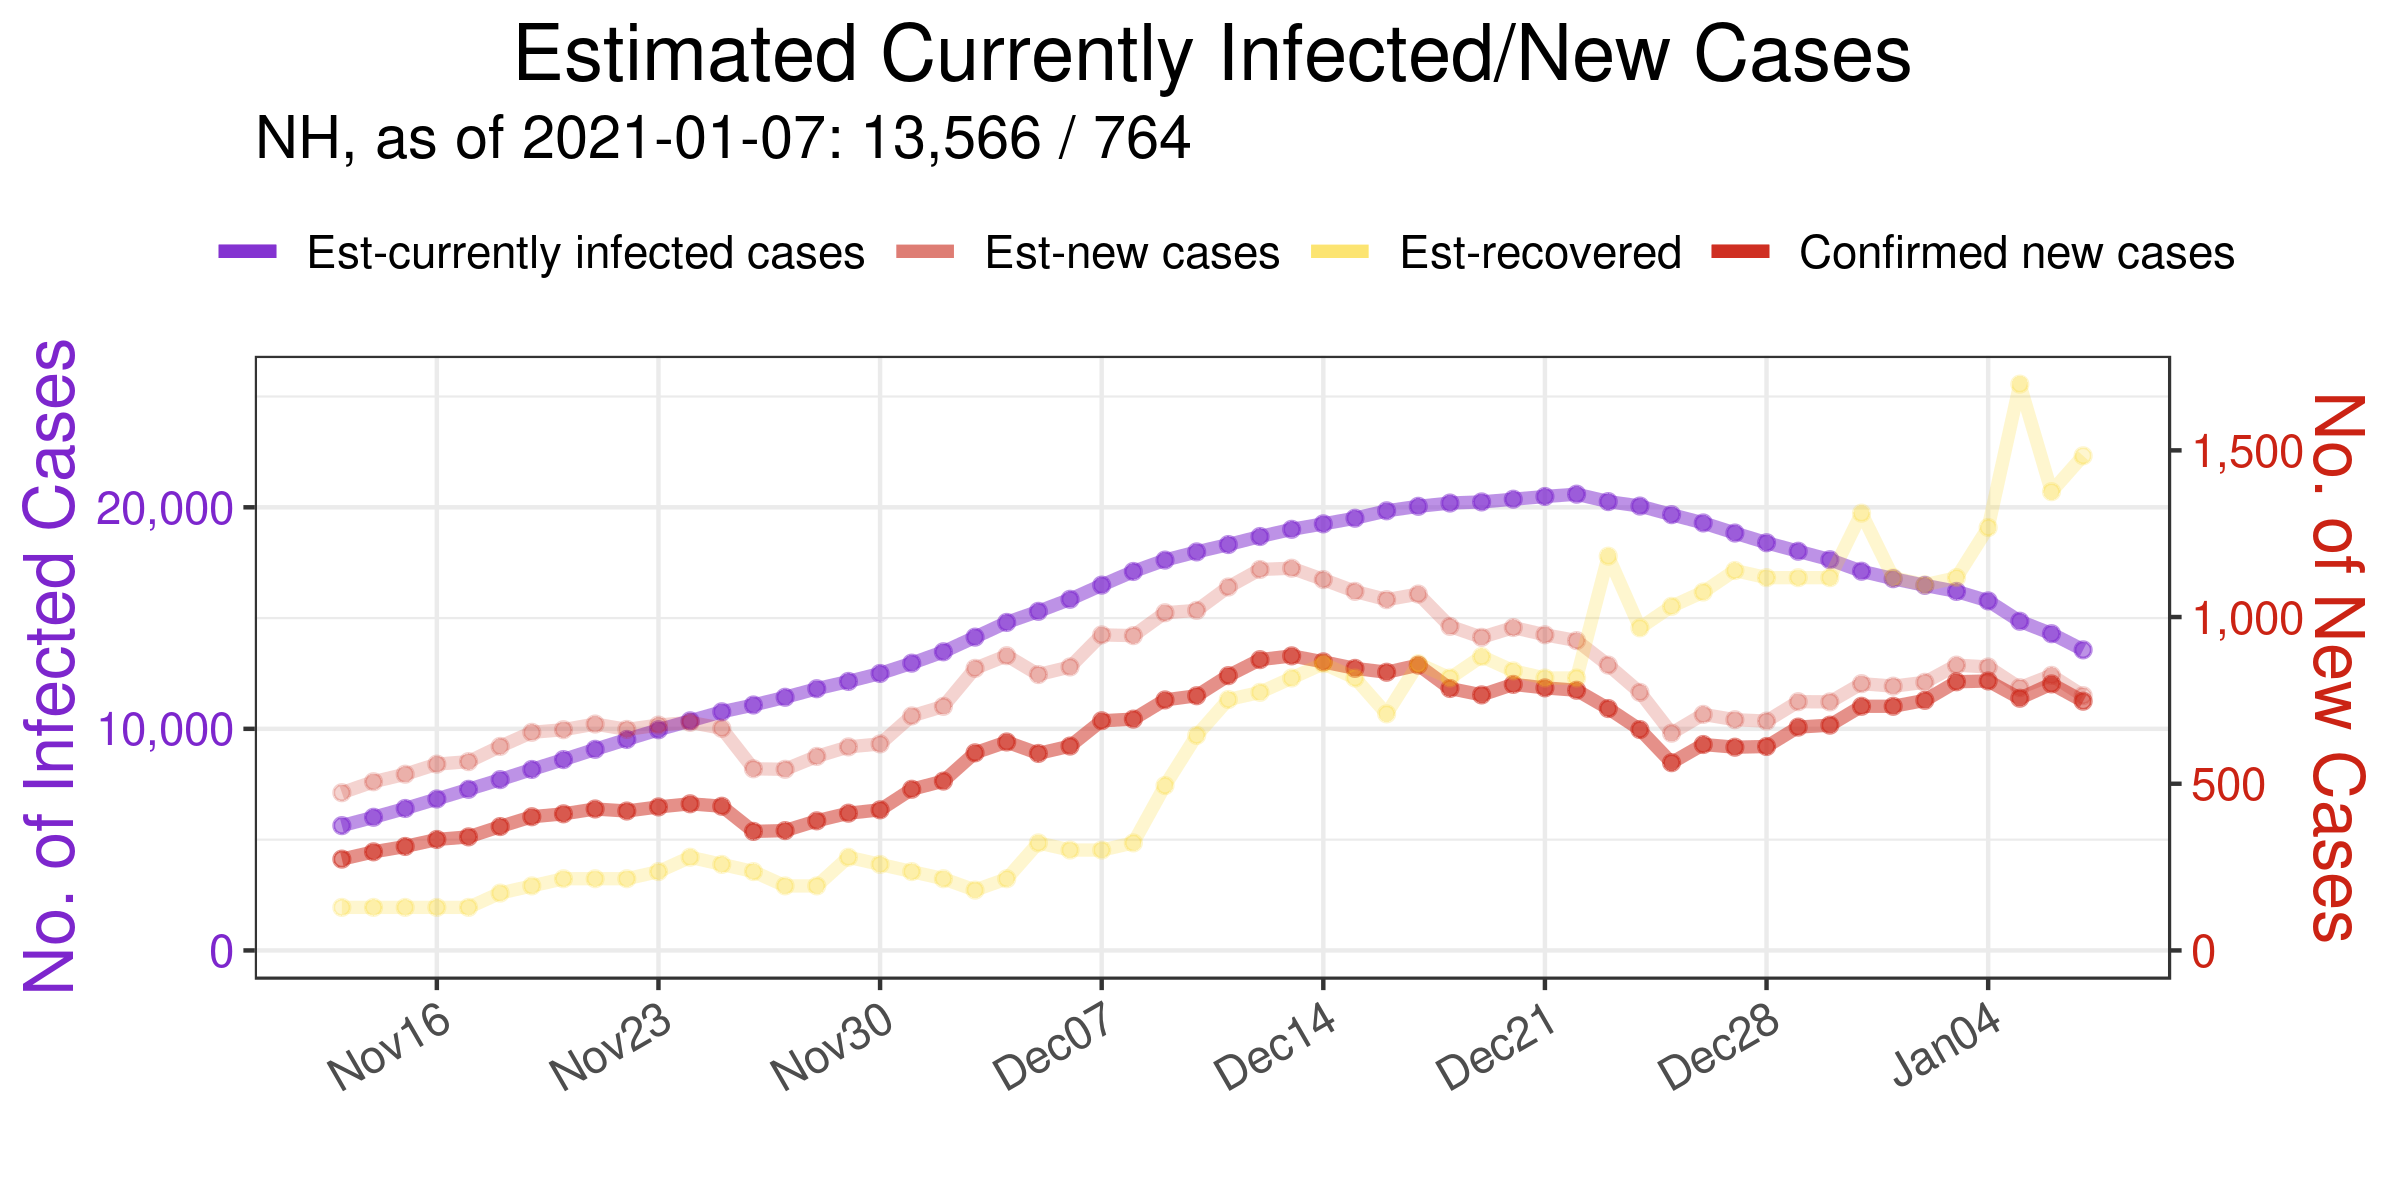 Estimated Currently Infected/New Cases
NH, as of 2021-01-07: 13,566 / 764
Est-currently infected cases Est-new cases Est-recovered Confirmed new cases
No. of Infected Cases
20,000
10,000
0
1,500
1,000
500
0
No. of New Cases
Nov16 Nov23 Nov30 Dec07 Dec14 Dec21 Dec28 Jan04